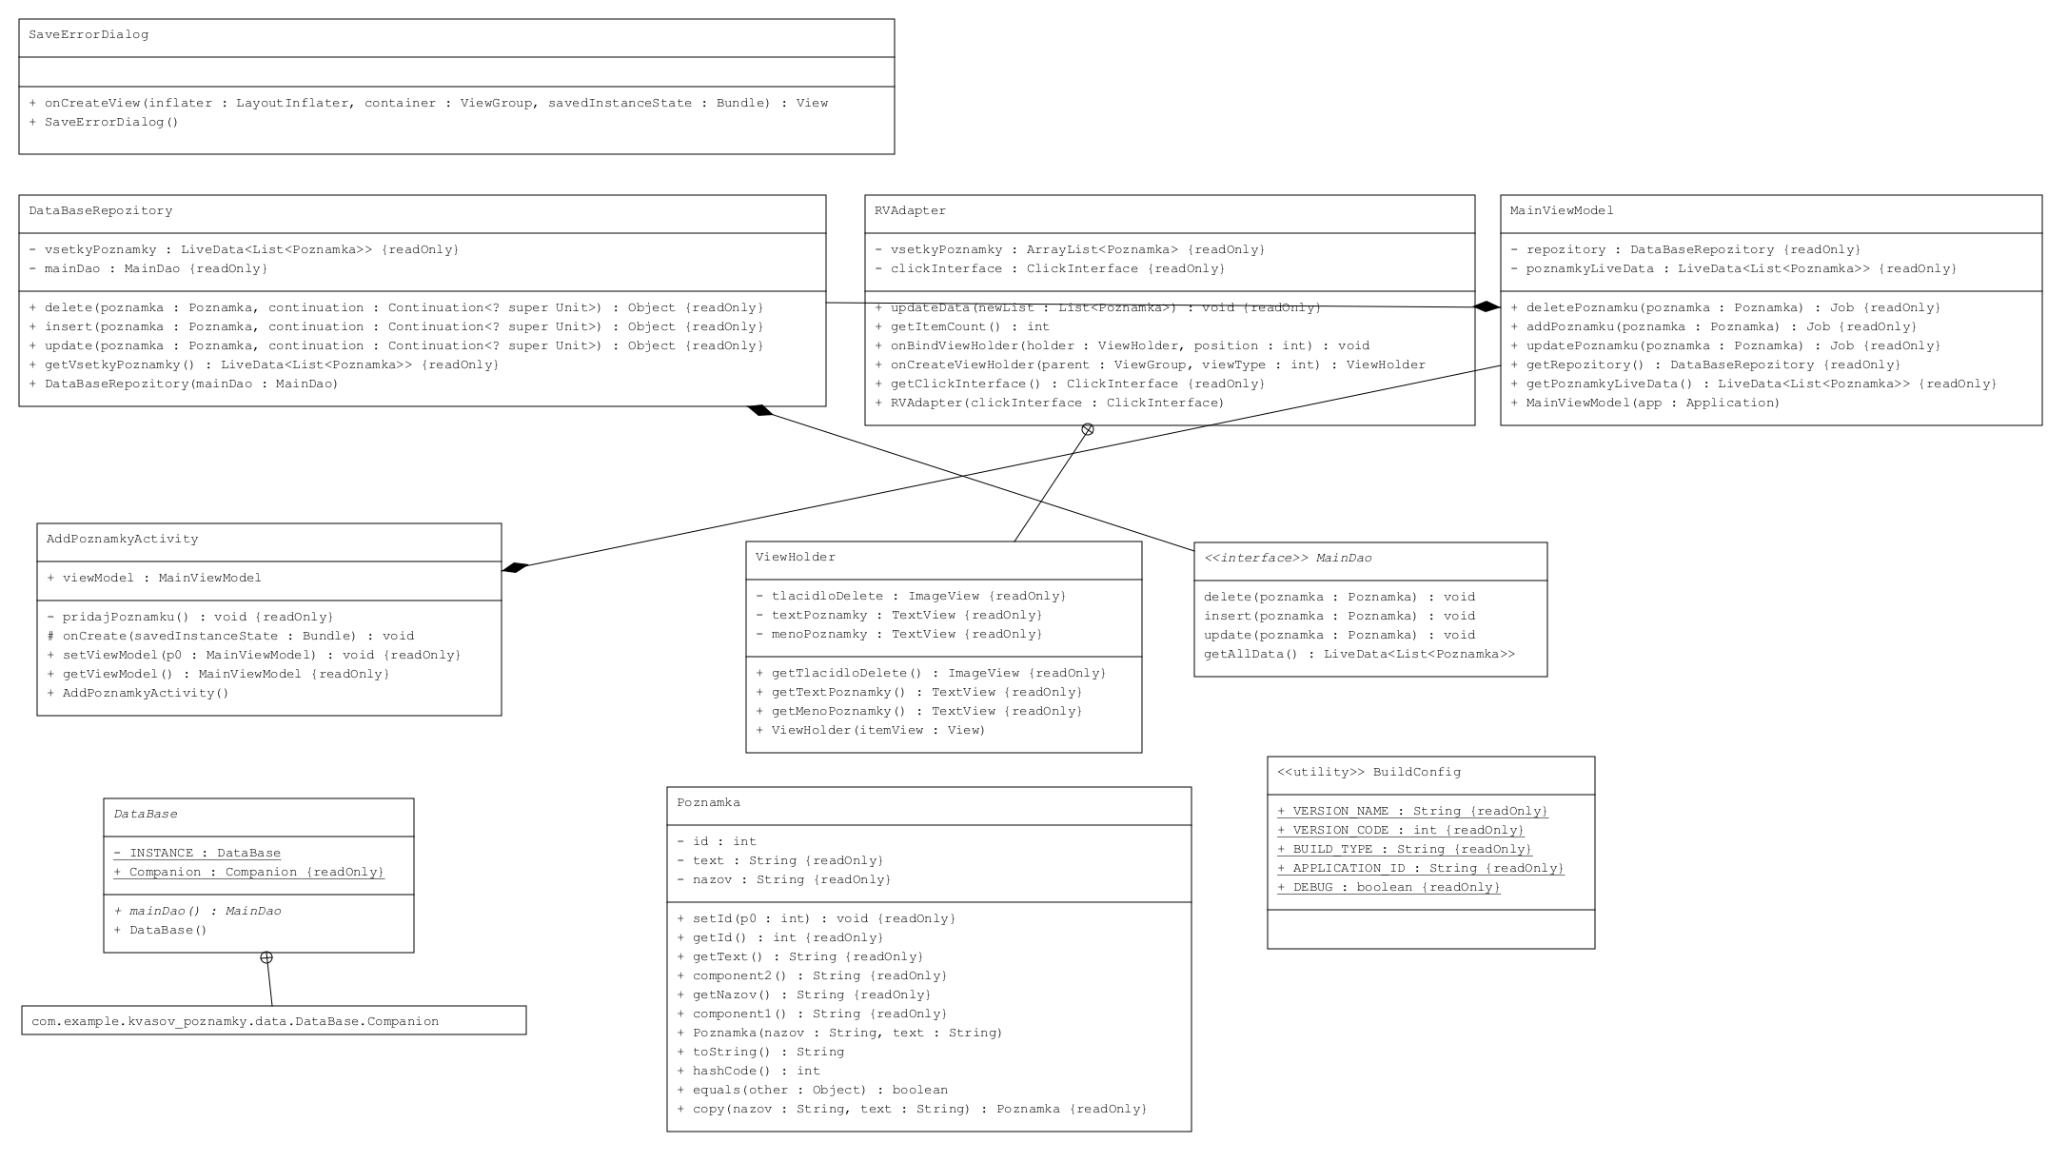 SaveErrorDialog
+ onCreateView(inflater : LayoutInflater, container : ViewGroup, savedInstanceState : Bundle) : View
+ SaveErrorDialog()
DataBaseRepozitory
- vsetkyPoznamky : LiveData<List<Poznamka>> {readOnly}
- mainDao : MainDao {readOnly}
+ delete(poznamka : Poznamka, continuation : Continuation<? super Unit>) : Object {readOnly}
+ insert(poznamka : Poznamka, continuation : Continuation<? super Unit>) : Object {readOnly}
+ update(poznamka : Poznamka, continuation : Continuation<? super Unit>) : Object {readOnly}
+ getVsetkyPoznamky() : LiveData<List<Poznamka>> {readOnly}
+ DataBaseRepozitory(mainDao : MainDao)
RVAdapter
- vsetkyPoznamky : ArrayList<Poznamka> {readOnly}
- clickInterface : ClickInterface {readOnly}
+ updateData(newList : List<Poznamka>) : void {readOnly}
+ getItemCount() : int
+ onBindViewHolder(holder : ViewHolder, position : int) : void
+ onCreateViewHolder(parent : ViewGroup, viewType : int) : ViewHolder
+ getClickInterface() : ClickInterface {readOnly}
+ RVAdapter(clickInterface : ClickInterface)
MainViewModel
- repozitory : DataBaseRepozitory {readOnly}
- poznamkyLiveData : LiveData<List<Poznamka>> {readOnly}
+ deletePoznamku(poznamka : Poznamka) : Job {readOnly}
+ addPoznamku(poznamka : Poznamka) : Job {readOnly}
+ updatePoznamku(poznamka : Poznamka) : Job {readOnly}
+ getRepozitory() : DataBaseRepozitory {readOnly}
+ getPoznamkyLiveData() : LiveData<List<Poznamka>> {readOnly}
+ MainViewModel(app : Application)
AddPoznamkyActivity
+ viewModel : MainViewModel
- pridajPoznamku() : void {readOnly}
# onCreate(savedInstanceState : Bundle) : void
+ setViewModel(p0 : MainViewModel) : void {readOnly}
+ getViewModel() : MainViewModel {readOnly}
+ AddPoznamkyActivity()
ViewHolder
- tlacidloDelete : ImageView {readOnly}
- textPoznamky : TextView {readOnly}
- menoPoznamky : TextView {readOnly}
+ getTlacidloDelete() : ImageView {readOnly}
+ getTextPoznamky() : TextView {readOnly}
+ getMenoPoznamky() : TextView {readOnly}
+ ViewHolder(itemView : View)
<<interface>> MainDao
delete(poznamka : Poznamka) : void
insert(poznamka : Poznamka) : void
update(poznamka : Poznamka) : void
getAllData() : LiveData<List<Poznamka>>
DataBase
- INSTANCE : DataBase
+ Companion : Companion {readOnly}
+ mainDao() : MainDao
+ DataBase()
com.example.kvasov_poznamky.data.DataBase.Companion
Poznamka
- id : int
- text : String {readOnly}
- nazov : String {readOnly}
+ setId(p0 : int) : void {readOnly}
+ getId() : int {readOnly}
+ getText() : String {readOnly}
+ component2() : String {readOnly}
+ getNazov() : String {readOnly}
+ component1() : String {readOnly}
+ Poznamka(nazov : String, text : String)
+ toString() : String
+ hashCode() : int
+ equals(other : Object) : boolean
+ copy(nazov : String, text : String) : Poznamka {readOnly}
<<utility>> BuildConfig
+ VERSION_NAME : String {readOnly}
+ VERSION_CODE : int {readOnly}
+ BUILD_TYPE : String {readOnly}
+ APPLICATION_ID : String {readOnly}
+ DEBUG : boolean {readOnly}